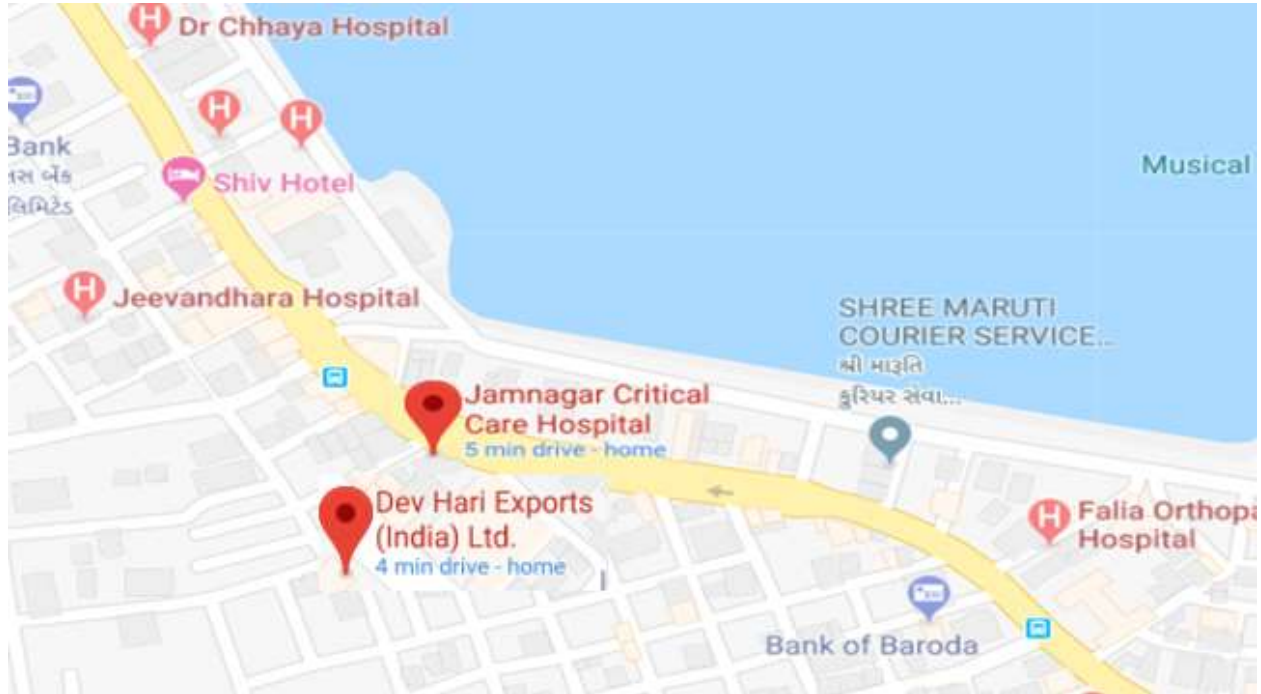 Dr Chhaya Hospital
Bank
લિમિટેડ
Shiv Hotel
Musical
Jeevandhara Hospital
SHREE MARUTI
COURIER SERVICE...
શ્રી મારૂતિ
કુરિયર સેવા...
Jamnagar Critical
Care Hospital
5 min drive - home
Dev Hari Exports
(India) Ltd.
4 min drive - home
Falia Orthopa
Hospital
Bank of Baroda